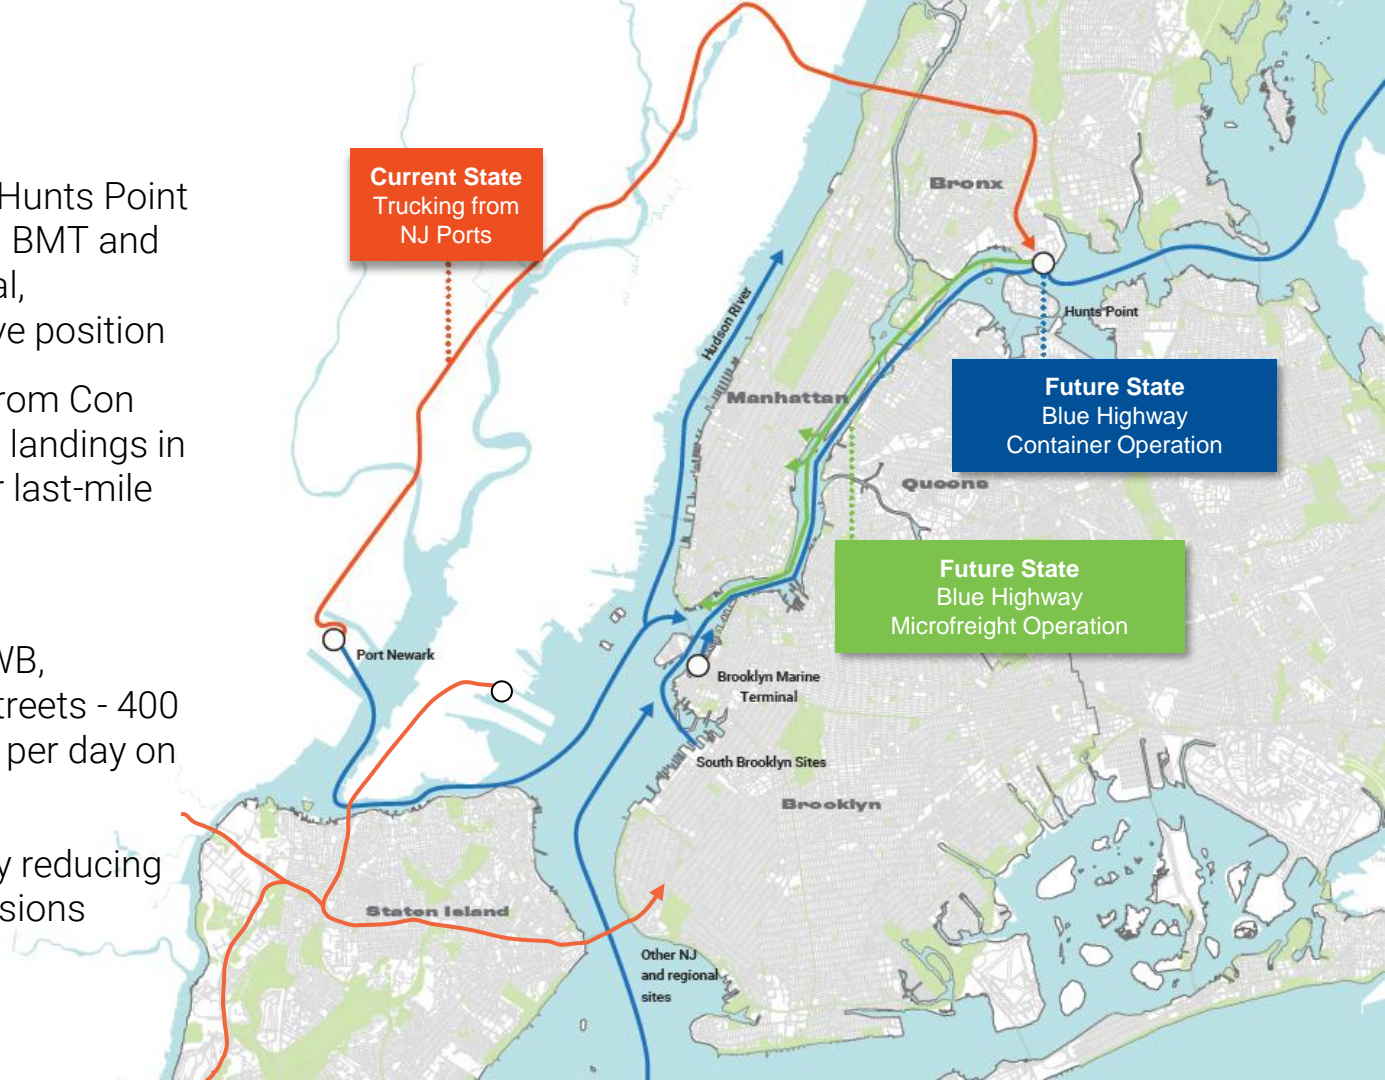 Hunts Point
BMT and
al,
ve position
rom Con
landings in
r last-mile
WB,
treets - 400
per day on
y reducing
sions
Current State
Trucking from
NJ Ports
Bronx
Hudson River
Hunts Point
Manhattan
Future State
Blue Highway
Container Operation
Queens
Future State
Blue Highway
Microfreight Operation
Port Newark
Brooklyn Marine
Terminal
South Brooklyn Sites
Brooklyn
Staten Island
Other NJ
and regional
sites